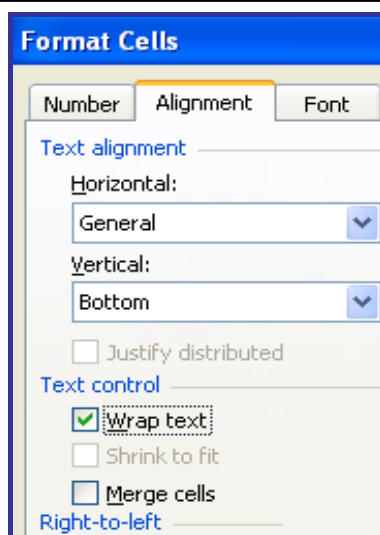 Format Cells
Number Alignment Font
Text alignment
Horizontal:
General
Vertical:
Bottom
Justify distributed
Text control
Wrap text
Shrink to fit
Merge cells
Right-to-left